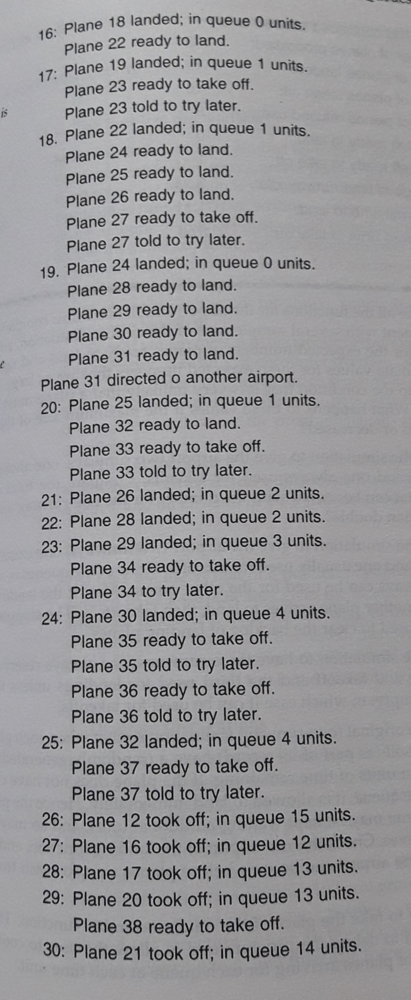 16: Plane 18 landed; in queue 0 units.
Plane 22 ready to land.
17: Plane 19 landed; in queue 1 units.
Plane 23 ready to take off.
is
Plane 23 told to try later.
18. Plane 22 landed; in queue 1 units.
Plane 24 ready to land.
Plane 25 ready to land.
Plane 26 ready to land.
Plane 27 ready to take off.
Plane 27 told to try later.
19. Plane 24 landed; in queue 0 units.
Plane 28 ready to land.
Plane 29 ready to land.
Plane 30 ready to land.
Plane 31 ready to land.
e
Plane 31 directed o another airport.
20: Plane 25 landed; in queue 1 units.
Plane 32 ready to land.
Plane 33 ready to take off.
Plane 33 told to try later.
21: Plane 26 landed; in queue 2 units.
22: Plane 28 landed; in queue 2 units.
23: Plane 29 landed; in queue 3 units.
Plane 34 ready to take off.
Plane 34 to try later.
24: Plane 30 landed; in queue 4 units.
Plane 35 ready to take off.
Plane 35 told to try later.
Plane 36 ready to take off.
Plane 36 told to try later.
25: Plane 32 landed; in queue 4 units.
Plane 37 ready to take off.
Plane 37 told to try later.
26: Plane 12 took off; in queue 15 units.
27: Plane 16 took off; in queue 12 units.
28: Plane 17 took off; in queue 13 units.
29: Plane 20 took off; in queue 13 units.
Plane 38 ready to take off.
30: Plane 21 took off; in queue 14 units.